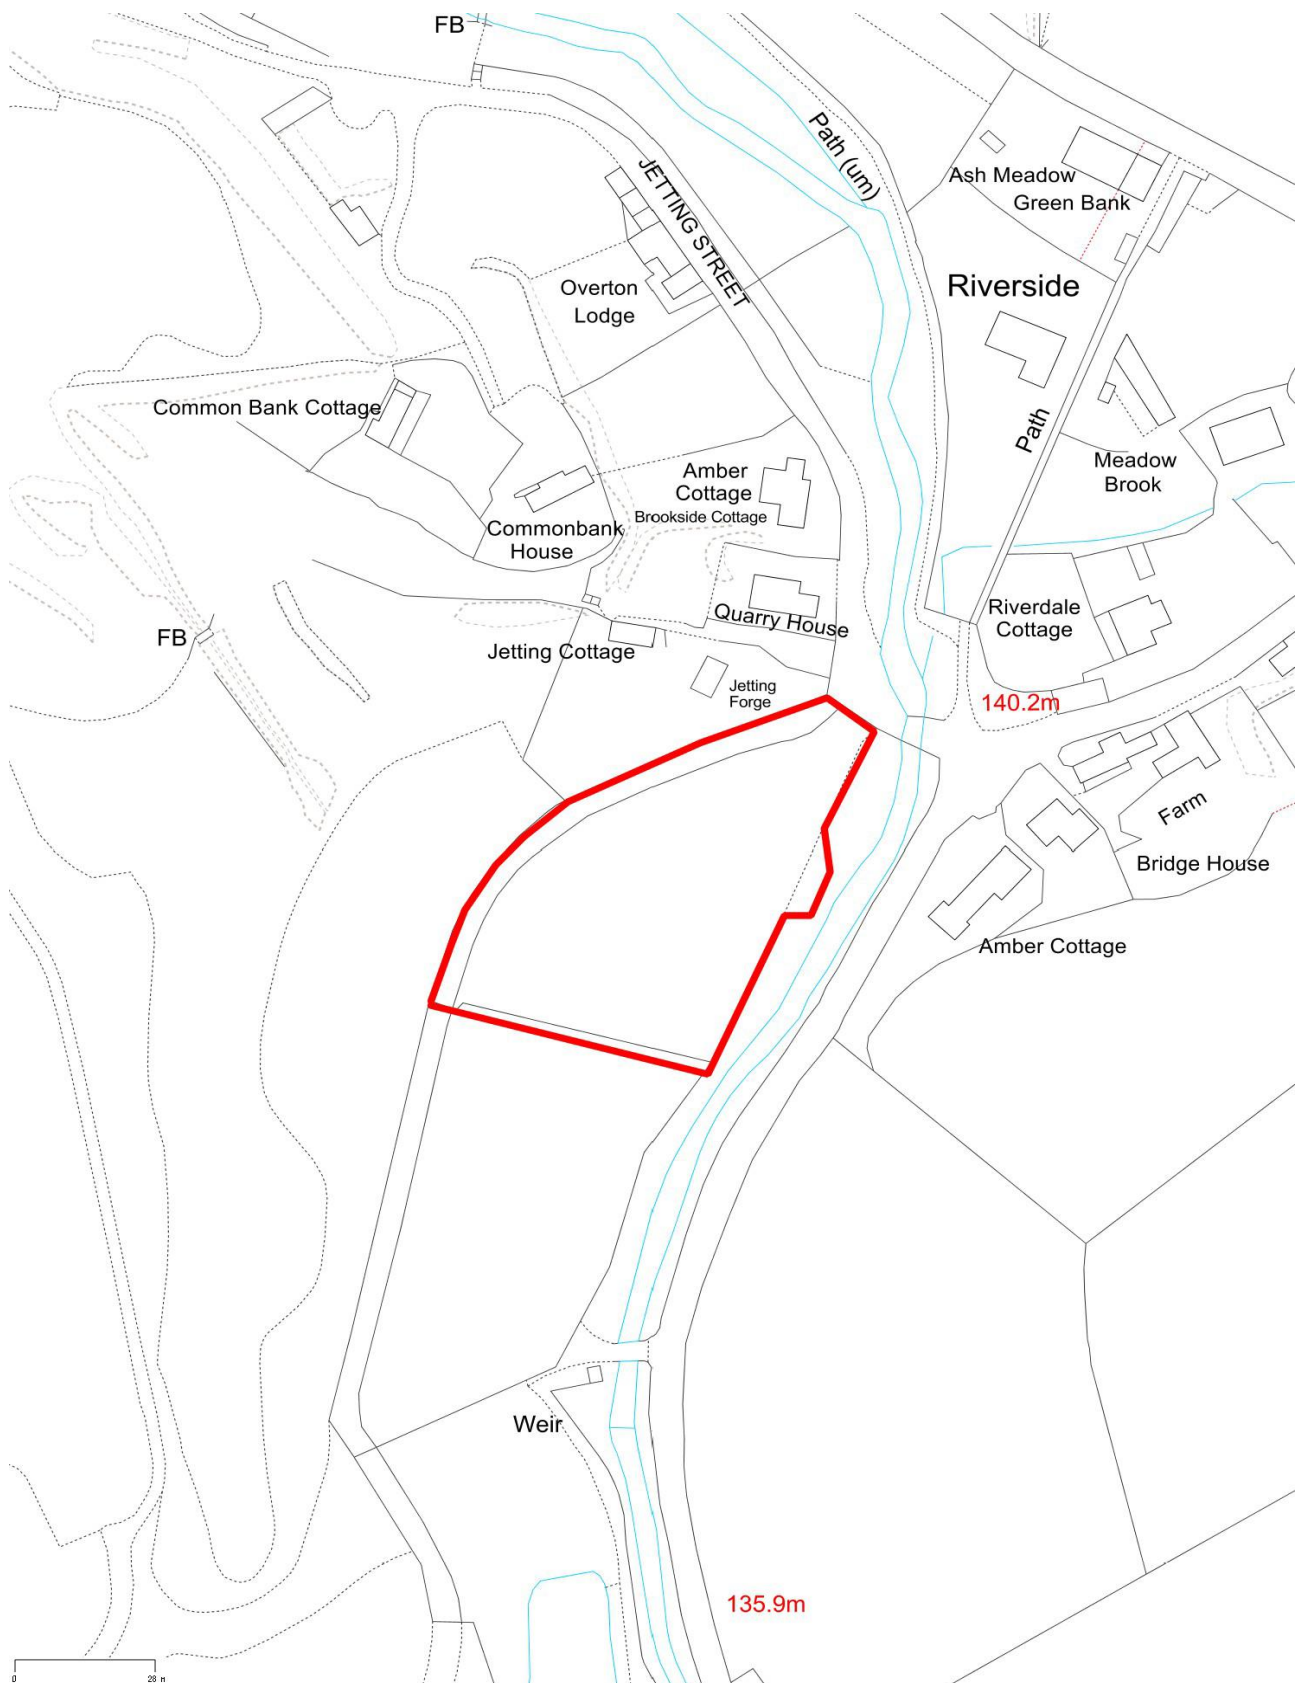 FB
Path (um)
JETTING STREET
Ash Meadow
Green Bank
Overton
Lodge
Riverside
Common Bank Cottage
Path
Amber
Cottage
Brookside Cottage
Meadow
Brook
Commonbank
House
Quarry House
Riverdale
Cottage
FB
Jetting Cottage
Jetting
Forge
140.2m
Farm
Bridge House
Amber Cottage
Weir
135.9m
0
28 m